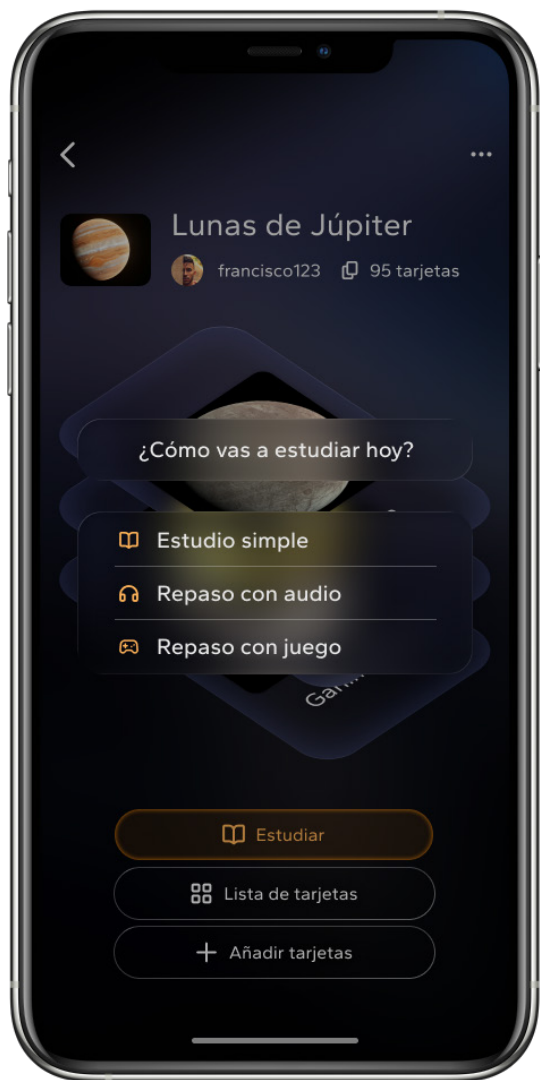 Lunas de Júpiter
francisco123 95 tarjetas
¿Cómo vas a estudiar hoy?
Estudio simple
Repaso con audio
Repaso con juego
Estudiar
Lista de tarjetas
Añadir tarjetas